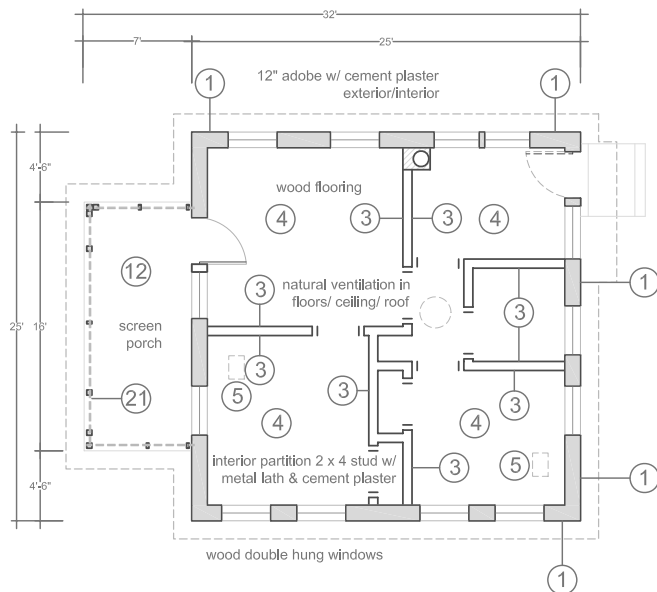 32'
7'
25'
12" adobe w/ cement plaster
exterior/interior
1
1
4'-6"
wood flooring
4
3
3
4
12
natural ventilation in
floors/ ceiling/ roof
3
1
3
25'
16'
screen
porch
3
5
3
3
21
4
4
3
5
interior partition 2 x 4 stud w/
metal lath & cement plaster
1
4'-6"
wood double hung windows
1